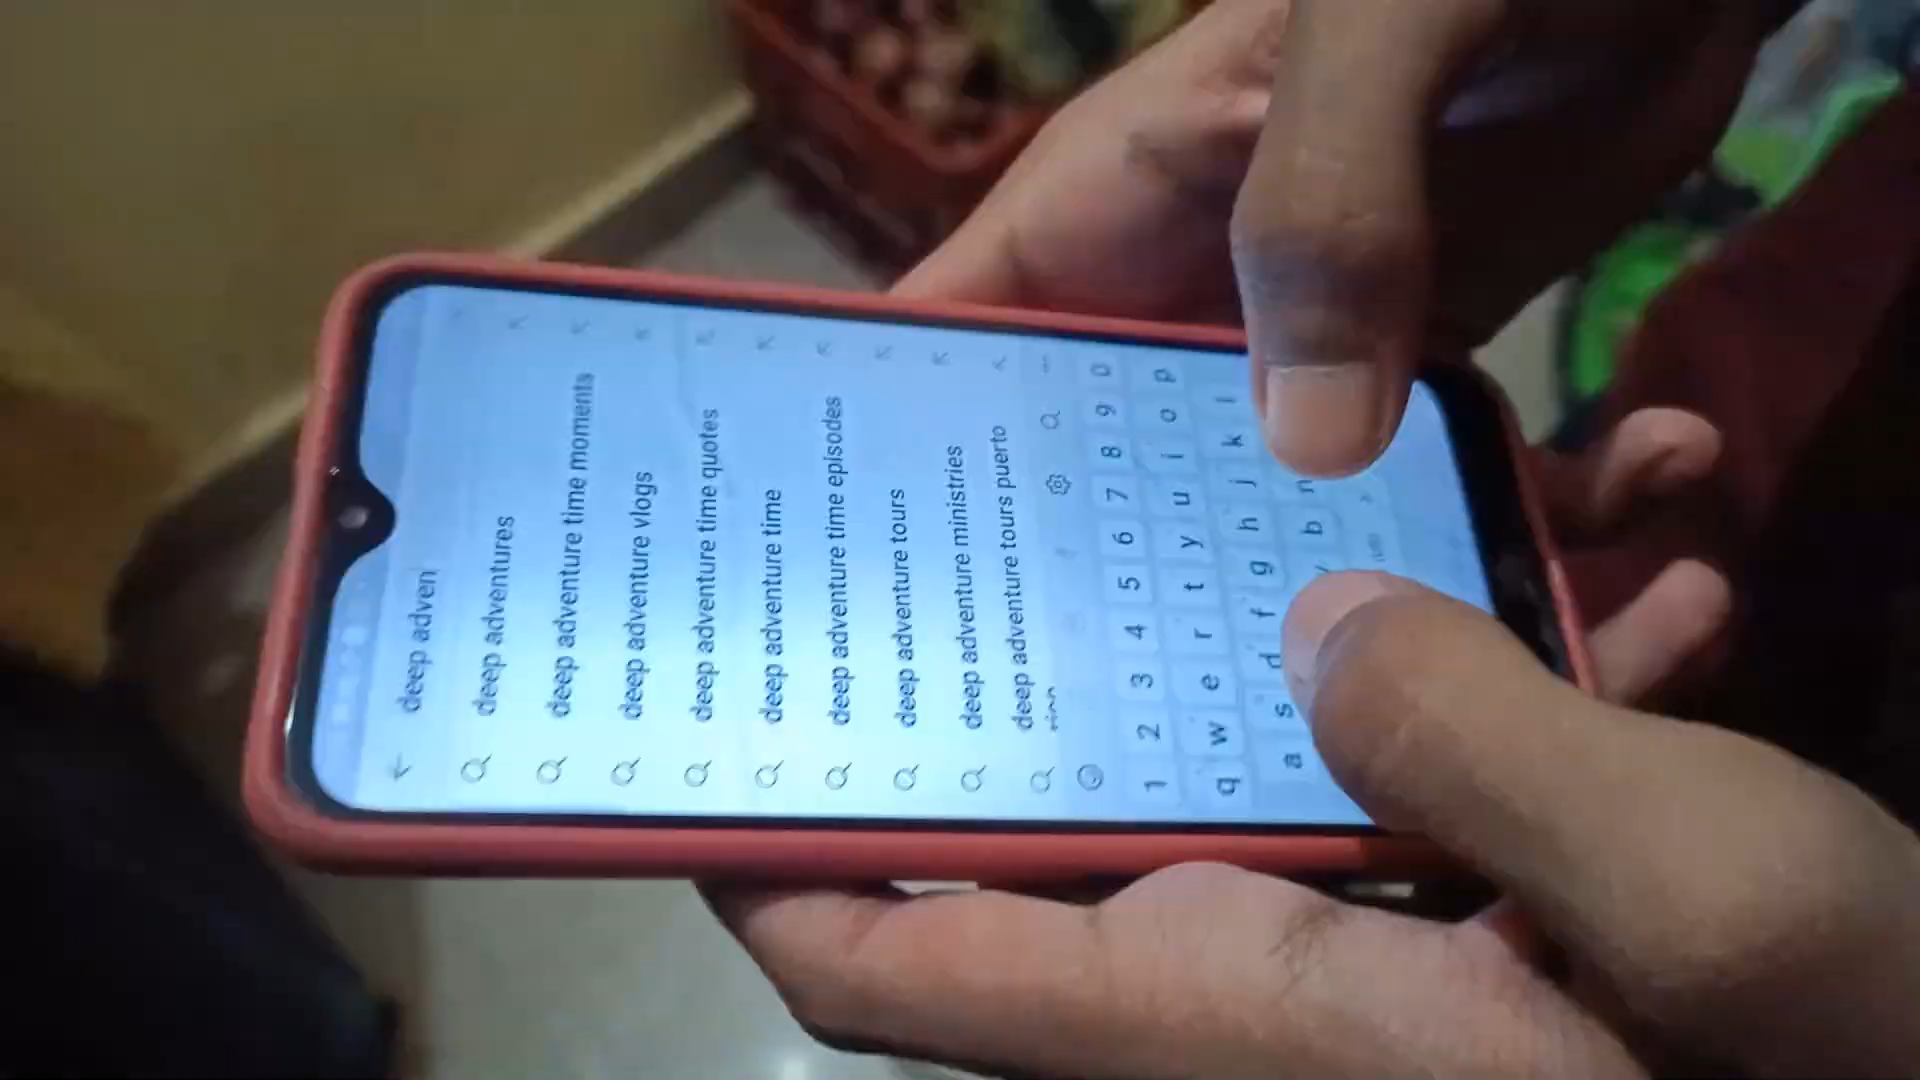 deep adven
deep adventures
deep adventure time moments
deep adventure vlogs
deep adventure time quotes
deep adventure time
deep adventure time episodes
deep adventure tours
deep adventure ministries
deep adventure tours puerto
1 2 3 4 5 6 7 8 9 0
q w e r t y u i o p
a s d f g h j k l
b n